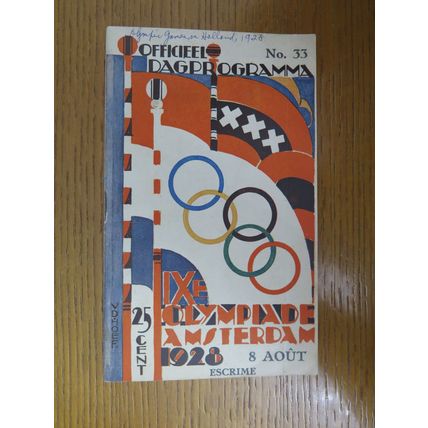 Olympic Games in Holland, 1928
OFFICIEEL No. 33
DAGPROGRAMMA
IXE
OLYMPIADE
AMSTERDAM
1928 8 AOÛT
ESCRIME
25 CENT